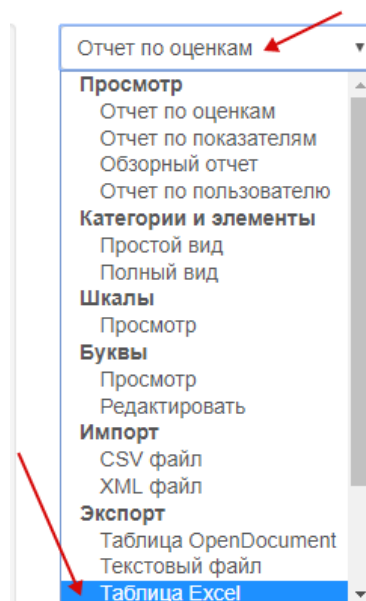 Отчет по оценкам
Просмотр
Отчет по оценкам
Отчет по показателям
Обзорный отчет
Отчет по пользователю
Категории и элементы
Простой вид
Полный вид
Шкалы
Просмотр
Буквы
Просмотр
Редактировать
Импорт
CSV файл
XML файл
Экспорт
Таблица OpenDocument
Текстовый файл
Таблица Excel